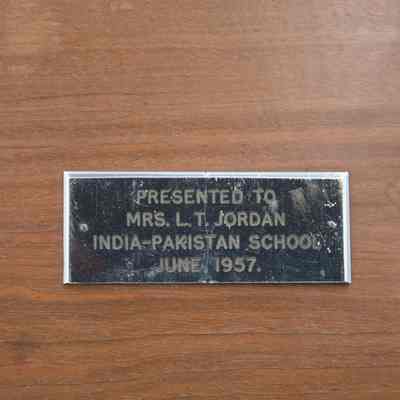 PRESENTED TO
MRS. L. T. JORDAN
INDIA-PAKISTAN SCHOOL
JUNE 1957.